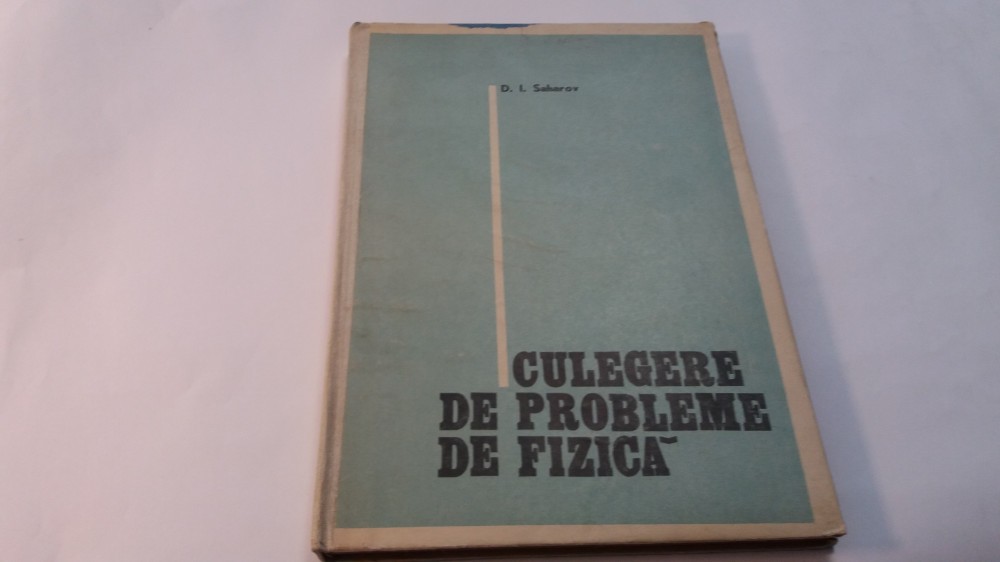 D. I. Saharov
CULEGERE
DE PROBLEME
DE FIZICĂ